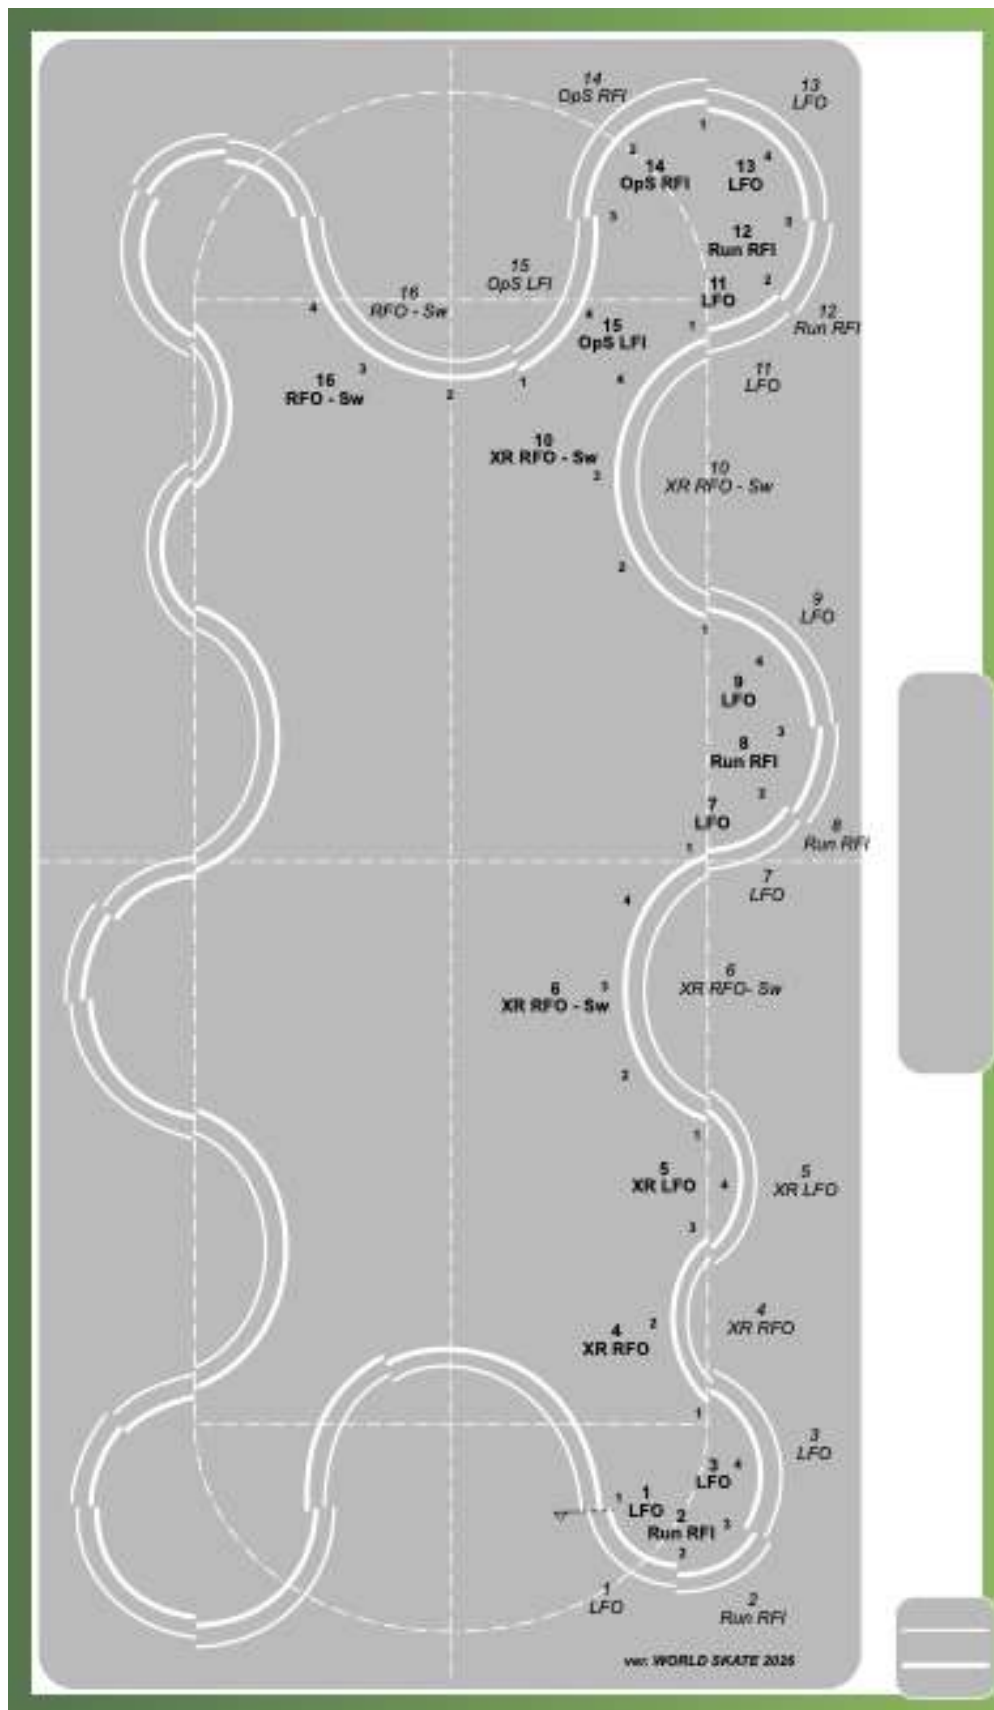 14
OpS RFI
13
LFO
1
2
14
OpS RFI
4
13
LFO
3
3
12
Run RFI
2
11
LFO
1
12
Run RFI
15
OpS LFI
16
RFO - Sw
4
4
15
OpS LFI
3
16
RFO - Sw
2
1
4
11
LFO
10
XR RFO - Sw
3
10
XR RFO - Sw
2
1
9
LFO
4
9
LFO
3
8
Run RFI
2
7
LFO
1
8
Run RFI
7
LFO
4
6
XR RFO - Sw
3
6
XR RFO- Sw
2
1
5
XR LFO
4
5
XR LFO
3
4
XR RFO
2
4
XR RFO
1
3
LFO
3
LFO
4
1
1
LFO
2
Run RFI
3
2
1
LFO
2
Run RFI
ver. WORLD SKATE 2026